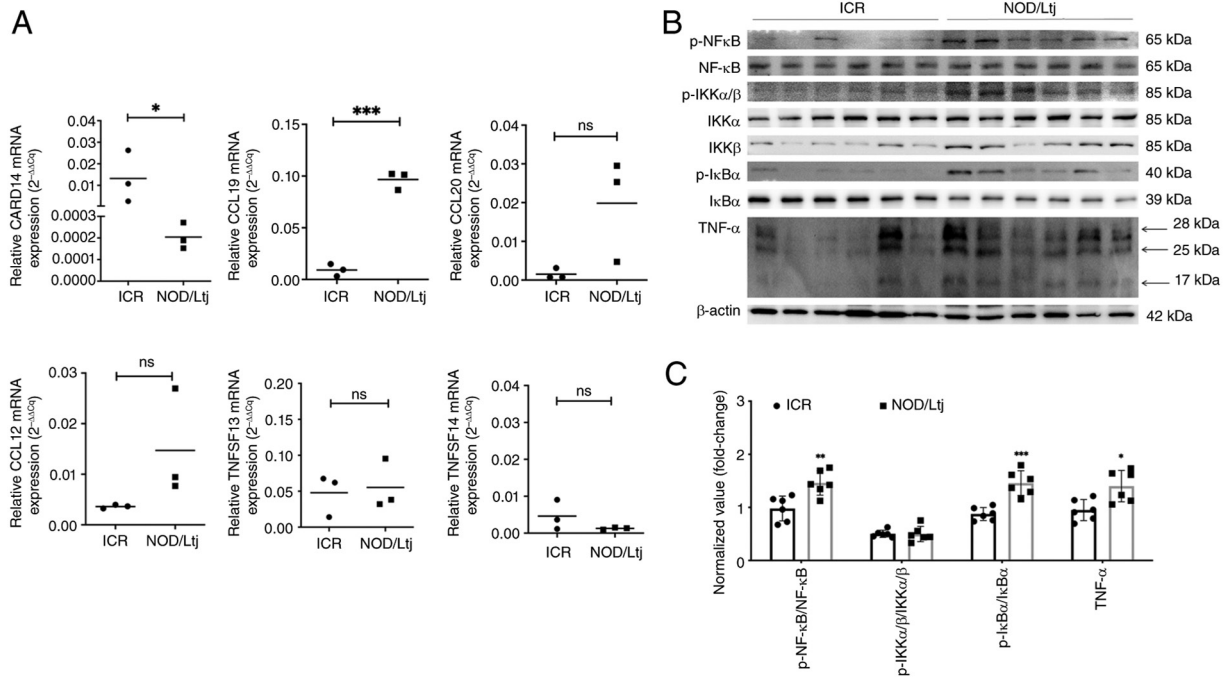 A
Relative CARD14 mRNA
expression (2−ΔΔCq)
0.04
0.03
0.02
0.01
0.0003
0.0002
0.0001
0.0000
*
ICR
NOD/Ltj
Relative CCL19 mRNA
expression (2−ΔΔCq)
0.15
0.10
0.05
0.00
***
ICR
NOD/Ltj
Relative CCL20 mRNA
expression (2−ΔΔCq)
0.04
0.03
0.02
0.01
0.00
ns
ICR
NOD/Ltj
Relative CCL12 mRNA
expression (2−ΔΔCq)
0.03
0.02
0.01
0.00
ns
ICR
NOD/Ltj
Relative TNFSF13 mRNA
expression (2−ΔΔCq)
0.20
0.15
0.10
0.05
0.00
ns
ICR
NOD/Ltj
Relative TNFSF14 mRNA
expression (2−ΔΔCq)
0.04
0.03
0.02
0.01
0.00
ns
ICR
NOD/Ltj
B
ICR
NOD/Ltj
p-NFκB
65 kDa
NF-κB
65 kDa
p-IKKα/β
85 kDa
IKKα
85 kDa
IKKβ
85 kDa
p-IκBα
40 kDa
IκBα
39 kDa
TNF-α
28 kDa
25 kDa
17 kDa
β-actin
42 kDa
C
Normalized value (fold-change)
3
2
1
0
ICR
NOD/Ltj
**
***
*
p-NF-κB/NF-κB
p-IKKα/β/IKKα/β
p-IκBα/IκBα
TNF-α